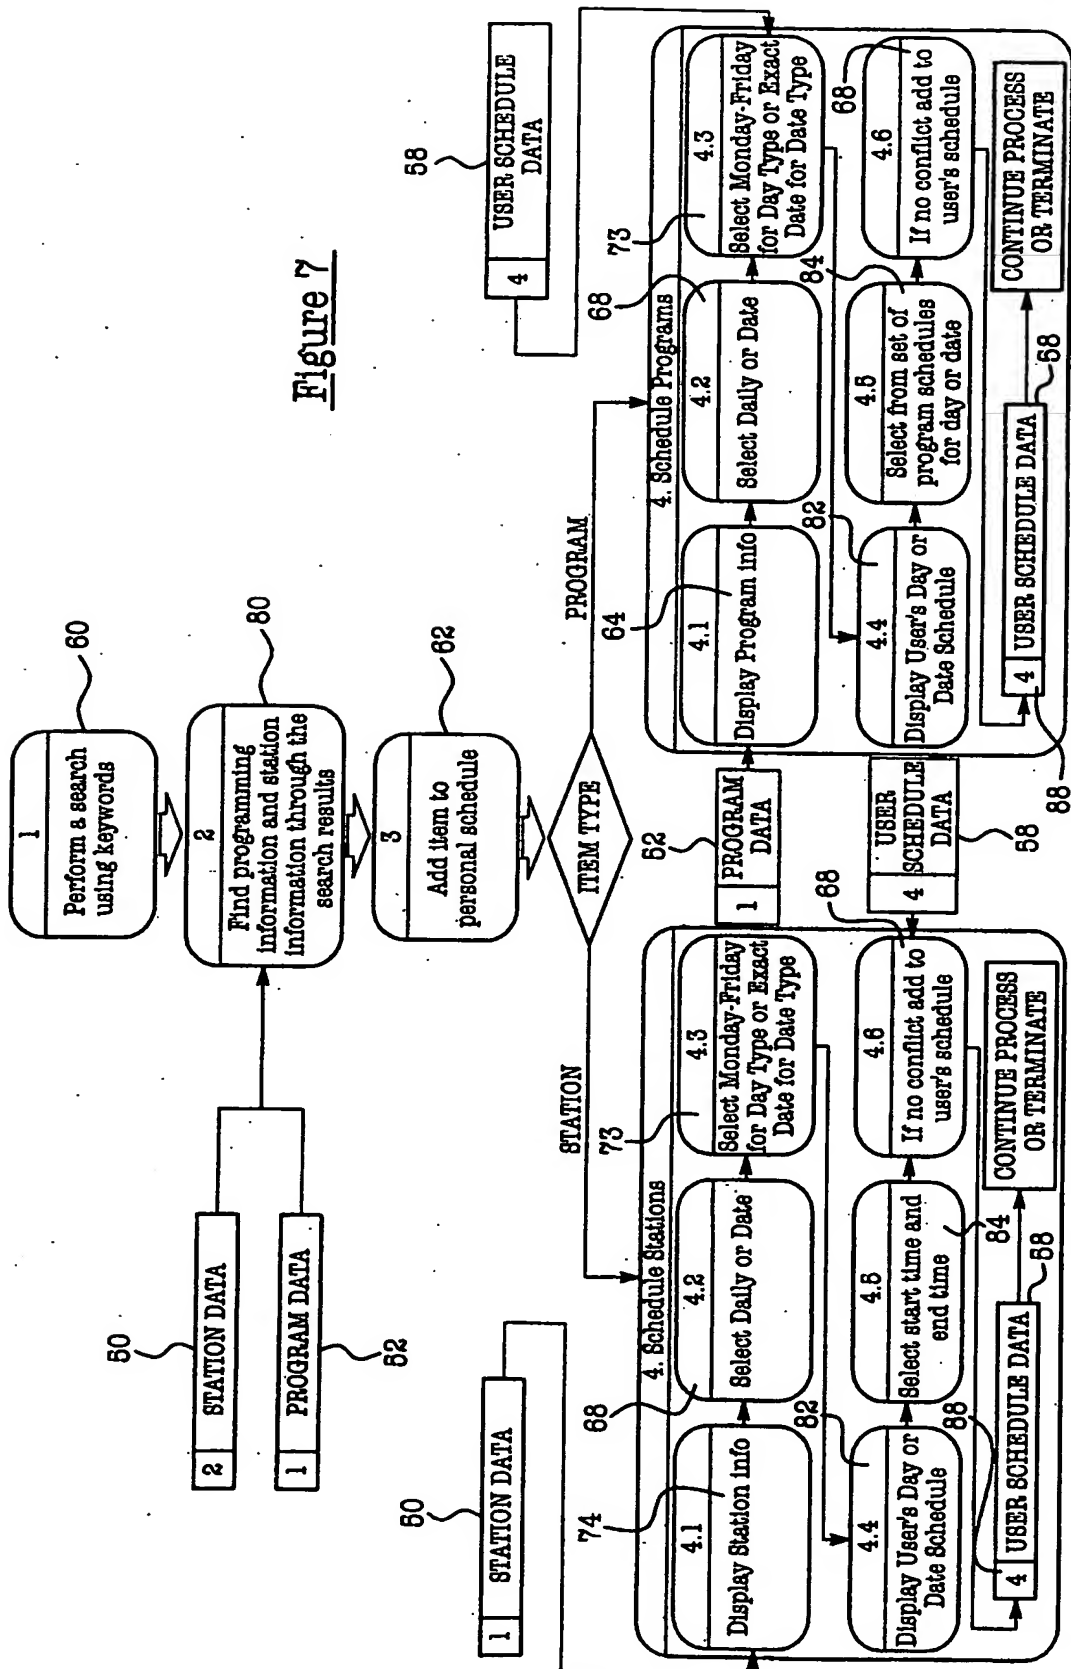 Figure 7
1
Perform a search
using keywords
60
2
Find programming
information and station
information through the
search results
80
3
Add item to
personal schedule
62
ITEM TYPE
STATION
PROGRAM
2
STATION DATA
50
1
PROGRAM DATA
52
1
STATION DATA
50
4
USER SCHEDULE
DATA
58
4. Schedule Stations
4.1
Display Station info
74
4.2
Select Daily or Date
68
4.3
Select Monday-Friday
for Day Type or Exact
Date for Date Type
73
4.4
Display User's Day or
Date Schedule
82
4.5
Select start time and
end time
84
4.6
If no conflict add to
user's schedule
68
4
USER SCHEDULE DATA
88
58
CONTINUE PROCESS
OR TERMINATE
1
PROGRAM
DATA
52
4
USER
SCHEDULE
DATA
58
4. Schedule Programs
4.1
Display Program info
64
4.2
Select Daily or Date
68
4.3
Select Monday-Friday
for Day Type or Exact
Date for Date Type
73
4.4
Display User's Day or
Date Schedule
82
4.5
Select from set of
program schedules
for day or date
84
4.6
If no conflict add to
user's schedule
68
4
USER SCHEDULE DATA
88
58
CONTINUE PROCESS
OR TERMINATE